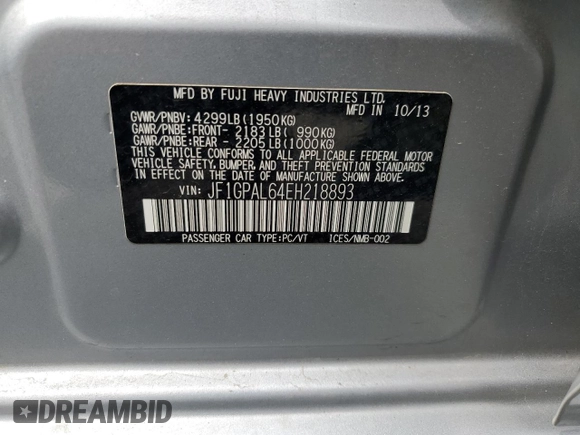 MFD BY FUJI HEAVY INDUSTRIES LTD.
GVWR/PNBV: 4299LB(1950KG) MADE IN 10/13
GAWR/PNBE:FRONT- 2183LB( 990KG)
GAWR/PNBE:REAR - 2205LB(1000KG)
THIS VEHICLE CONFORMS TO ALL APPLICABLE FEDERAL MOTOR
VEHICLE SAFETY, BUMPER, AND THEFT PREVENTION STANDARDS
IN EFFECT ON THE DATE OF MANUFACTURE SHOWN ABOVE.
VIN: JF1GPAL64EH218893
PASSENGER CAR TYPE:PC/VT ICES/NMB-002
DREAMBID